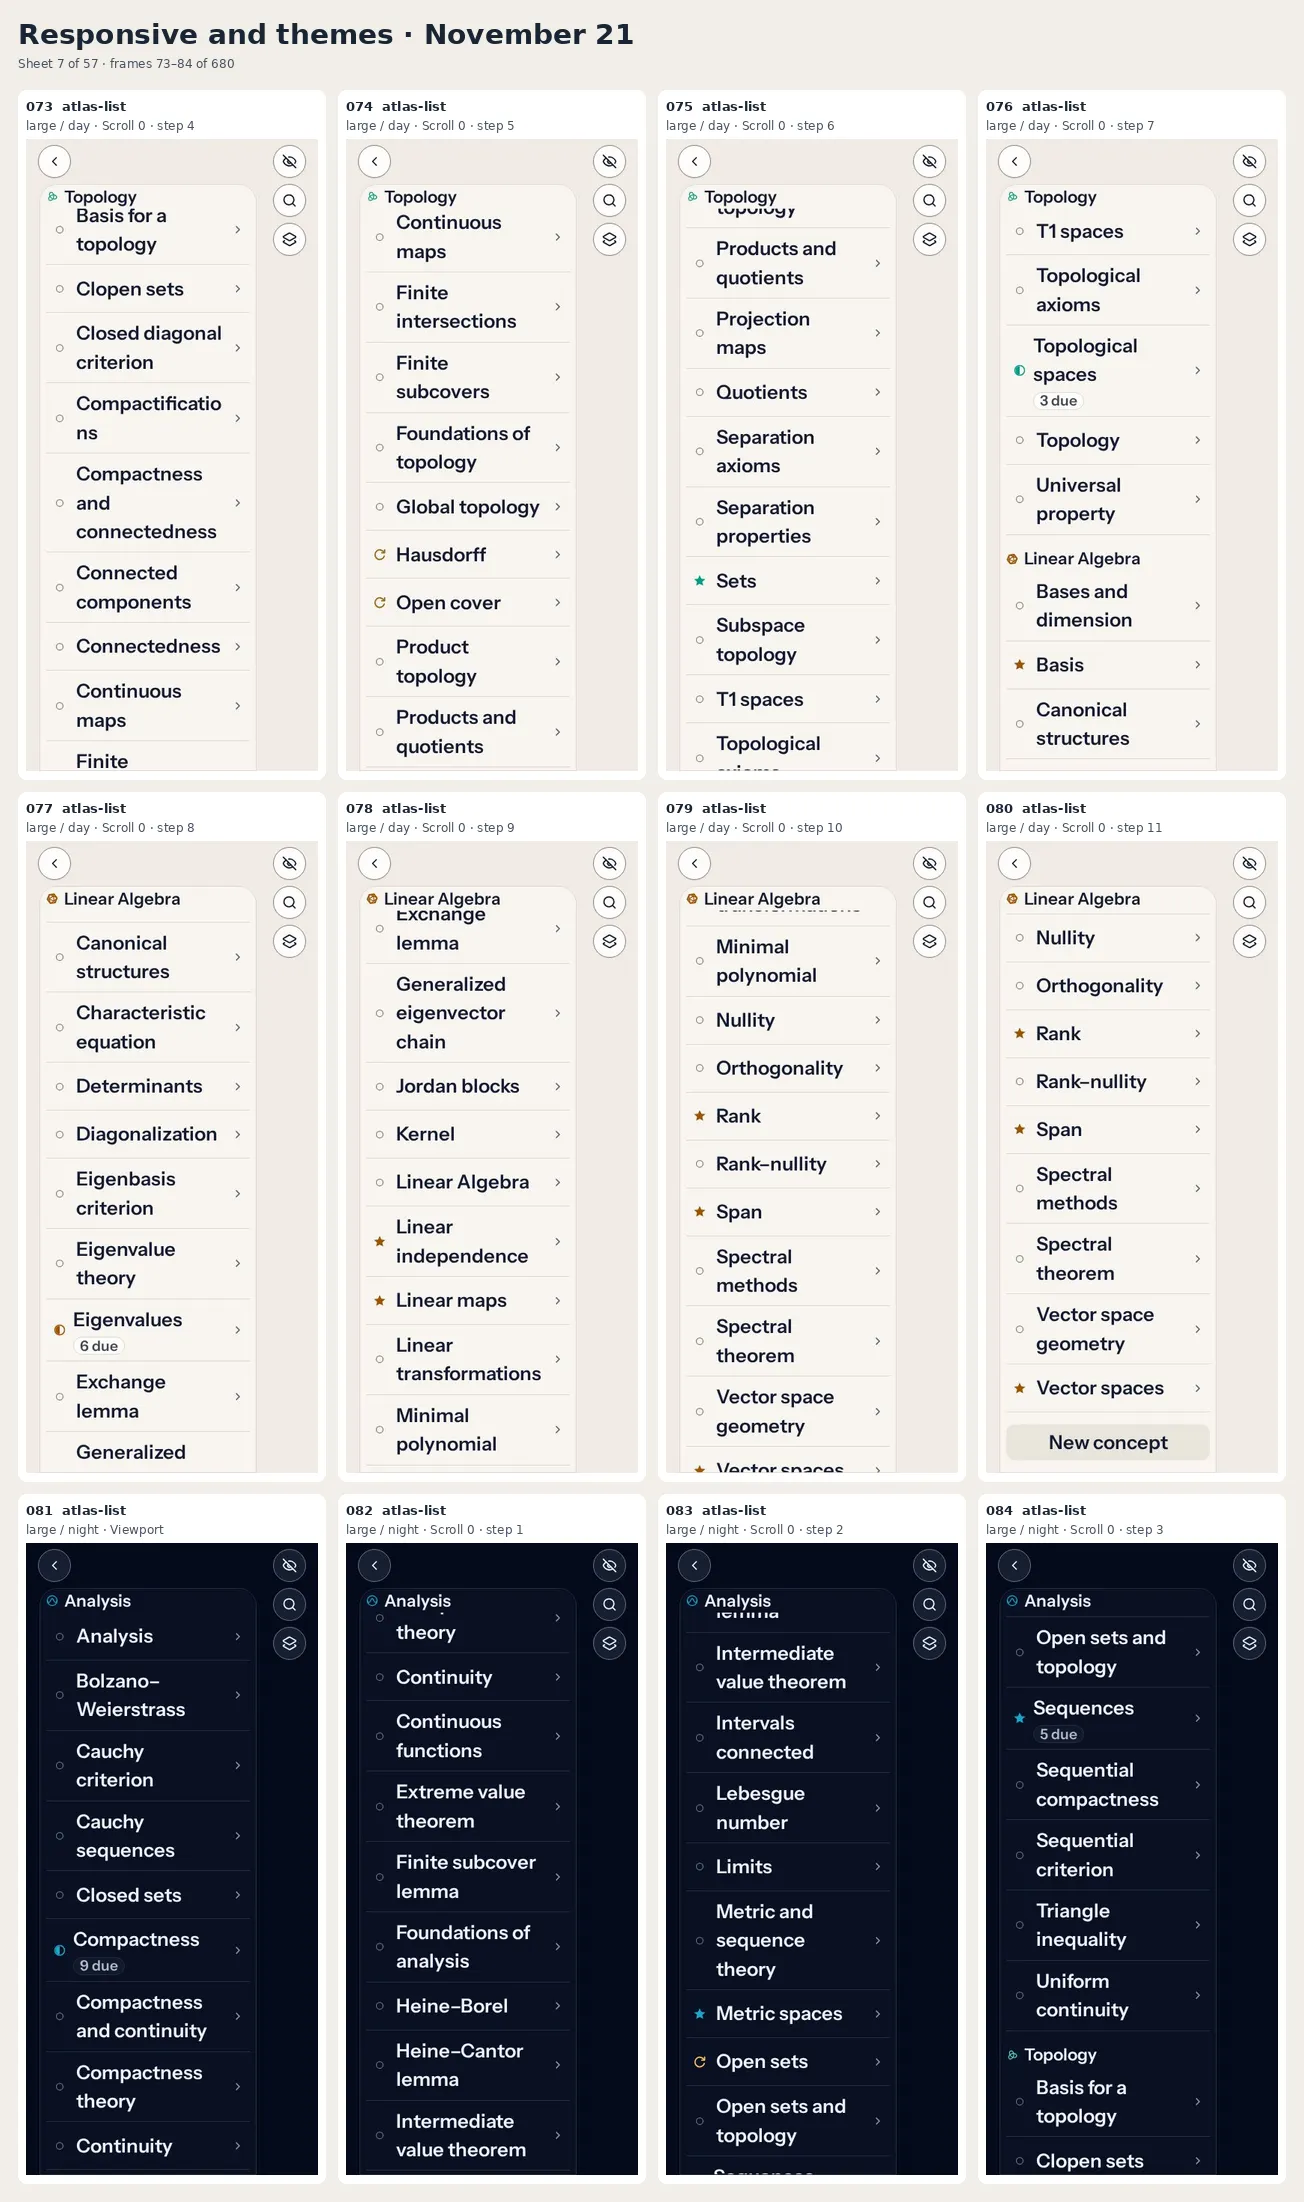 Responsive and themes · November 21
Sheet 7 of 57 · frames 73–84 of 680
073 atlas-list
large / day · Scroll 0 · step 4
Topology
Basis for a
topology
Clopen sets
Closed diagonal
criterion
Compactificatio
ns
Compactness
and
connectedness
Connected
components
Connectedness
Continuous
maps
Finite
074 atlas-list
large / day · Scroll 0 · step 5
Topology
Continuous
maps
Finite
intersections
Finite
subcovers
Foundations of
topology
Global topology
Hausdorff
Open cover
Product
topology
Products and
quotients
075 atlas-list
large / day · Scroll 0 · step 6
Topology
topology
Products and
quotients
Projection
maps
Quotients
Separation
axioms
Separation
properties
Sets
Subspace
topology
T1 spaces
Topological
axioms
076 atlas-list
large / day · Scroll 0 · step 7
Topology
T1 spaces
Topological
axioms
Topological
spaces
3 due
Topology
Universal
property
Linear Algebra
Bases and
dimension
Basis
Canonical
structures
077 atlas-list
large / day · Scroll 0 · step 8
Linear Algebra
Canonical
structures
Characteristic
equation
Determinants
Diagonalization
Eigenbasis
criterion
Eigenvalue
theory
Eigenvalues
6 due
Exchange
lemma
Generalized
078 atlas-list
large / day · Scroll 0 · step 9
Linear Algebra
Exchange
lemma
Generalized
eigenvector
chain
Jordan blocks
Kernel
Linear Algebra
Linear
independence
Linear maps
Linear
transformations
Minimal
polynomial
079 atlas-list
large / day · Scroll 0 · step 10
Linear Algebra
transformations
Minimal
polynomial
Nullity
Orthogonality
Rank
Rank–nullity
Span
Spectral
methods
Spectral
theorem
Vector space
geometry
Vector spaces
080 atlas-list
large / day · Scroll 0 · step 11
Linear Algebra
Nullity
Orthogonality
Rank
Rank–nullity
Span
Spectral
methods
Spectral
theorem
Vector space
geometry
Vector spaces
New concept
081 atlas-list
large / night · Viewport
Analysis
Analysis
Bolzano–
Weierstrass
Cauchy
criterion
Cauchy
sequences
Closed sets
Compactness
9 due
Compactness
and continuity
Compactness
theory
Continuity
082 atlas-list
large / night · Scroll 0 · step 1
Analysis
theory
Continuity
Continuous
functions
Extreme value
theorem
Finite subcover
lemma
Foundations of
analysis
Heine–Borel
Heine–Cantor
lemma
Intermediate
value theorem
083 atlas-list
large / night · Scroll 0 · step 2
Analysis
lemma
Intermediate
value theorem
Intervals
connected
Lebesgue
number
Limits
Metric and
sequence
theory
Metric spaces
Open sets
Open sets and
topology
Sequences
084 atlas-list
large / night · Scroll 0 · step 3
Analysis
Open sets and
topology
Sequences
5 due
Sequential
compactness
Sequential
criterion
Triangle
inequality
Uniform
continuity
Topology
Basis for a
topology
Clopen sets